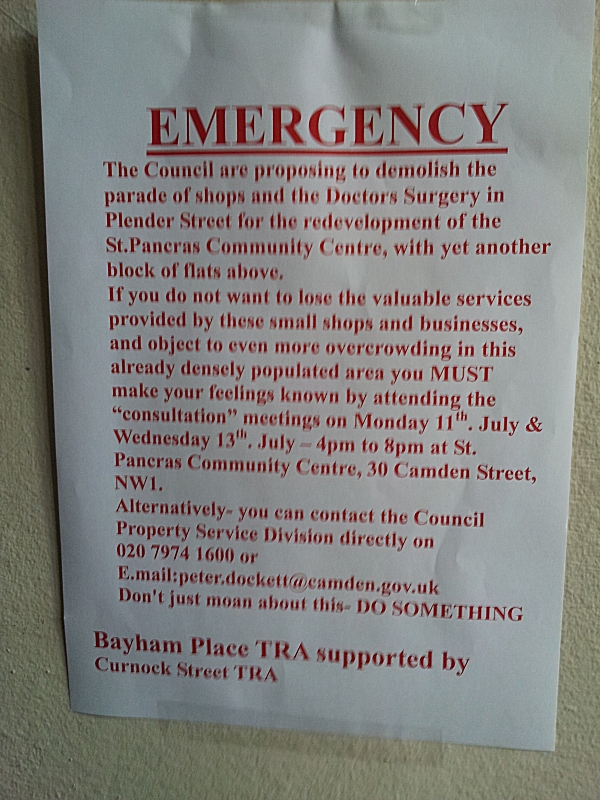 EMERGENCY
The Council are proposing to demolish the
parade of shops and the Doctors Surgery in
Plender Street for the redevelopment of the
St.Pancras Community Centre, with yet another
block of flats above.
If you do not want to lose the valuable services
provided by these small shops and businesses,
and object to even more overcrowding in this
already densely populated area you MUST
make your feelings known by attending the
“consultation” meetings on Monday 11th. July &
Wednesday 13th. July – 4pm to 8pm at St.
Pancras Community Centre, 30 Camden Street,
NW1.
Alternatively- you can contact the Council
Property Service Division directly on
020 7974 1600 or
E.mail:peter.dockett@camden.gov.uk
Don't just moan about this- DO SOMETHING
Bayham Place TRA supported by
Curnock Street TRA